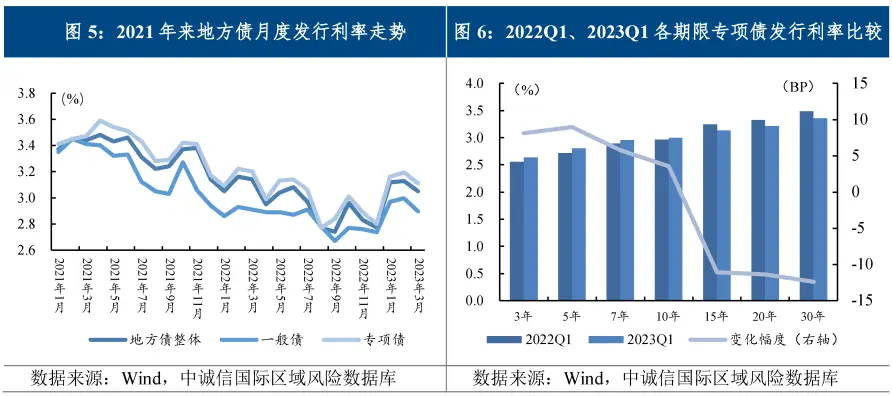 图 5：2021 年来地方债月度发行利率走势
(%)
3.8
3.6
3.4
3.2
3.0
2.8
2.6
2021年1月
2021年3月
2021年5月
2021年7月
2021年9月
2021年11月
2022年1月
2022年3月
2022年5月
2022年7月
2022年9月
2022年11月
2023年1月
2023年3月
地方债整体 一般债 专项债
数据来源：Wind，中诚信国际区域风险数据库
图 6：2022Q1、2023Q1 各期限专项债发行利率比较
（%） （BP）
4.0
3.5
3.0
2.5
2.0
1.5
1.0
0.5
0.0
15
10
5
0
-5
-10
-15
3年 5年 7年 10年 15年 20年 30年
2022Q1 2023Q1 变化幅度（右轴）
数据来源：Wind，中诚信国际区域风险数据库